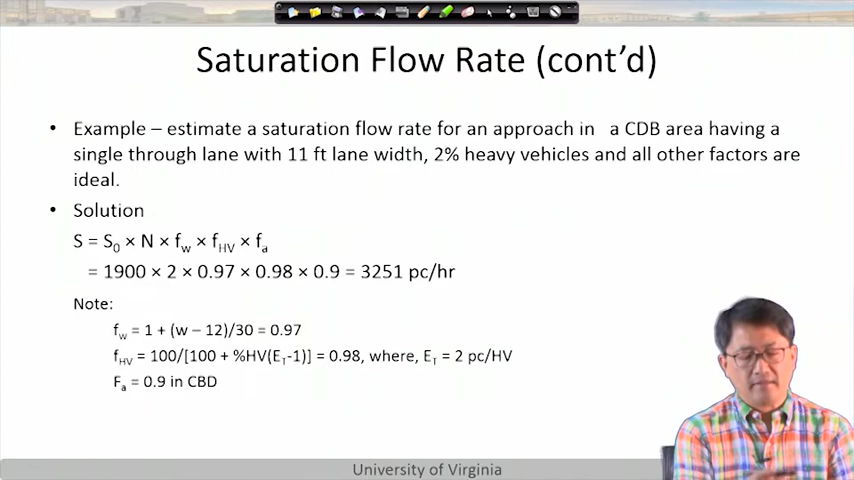 Saturation Flow Rate (cont'd)
• Example – estimate a saturation flow rate for an approach in a CDB area having a
single through lane with 11 ft lane width, 2% heavy vehicles and all other factors are
ideal.
• Solution
S = S0 × N × fw × fHV × fa
= 1900 × 2 × 0.97 × 0.98 × 0.9 = 3251 pc/hr
Note:
fw = 1 + (w – 12)/30 = 0.97
fHV = 100/[100 + %HV(ET-1)] = 0.98, where, ET = 2 pc/HV
Fa = 0.9 in CBD
University of Virginia